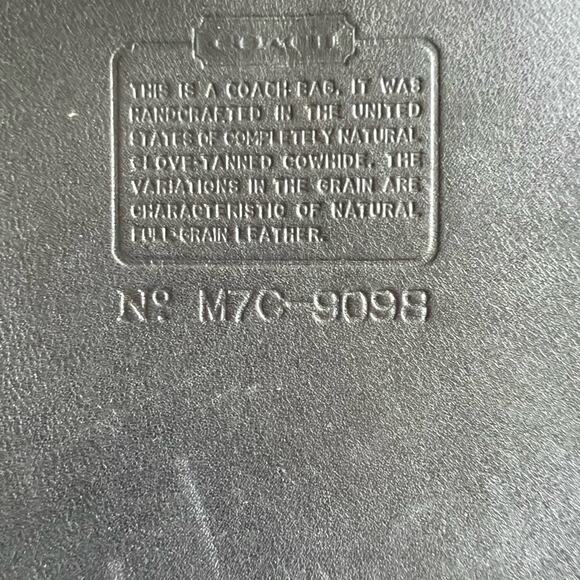 COACH
THIS IS A COACH BAG. IT WAS
HANDCRAFTED IN THE UNITED
STATES OF COMPLETELY NATURAL
GLOVE-TANNED COWHIDE. THE
VARIATIONS IN THE GRAIN ARE
CHARACTERISTIC OF NATURAL
FULL-GRAIN LEATHER.
Nº M7C-9098